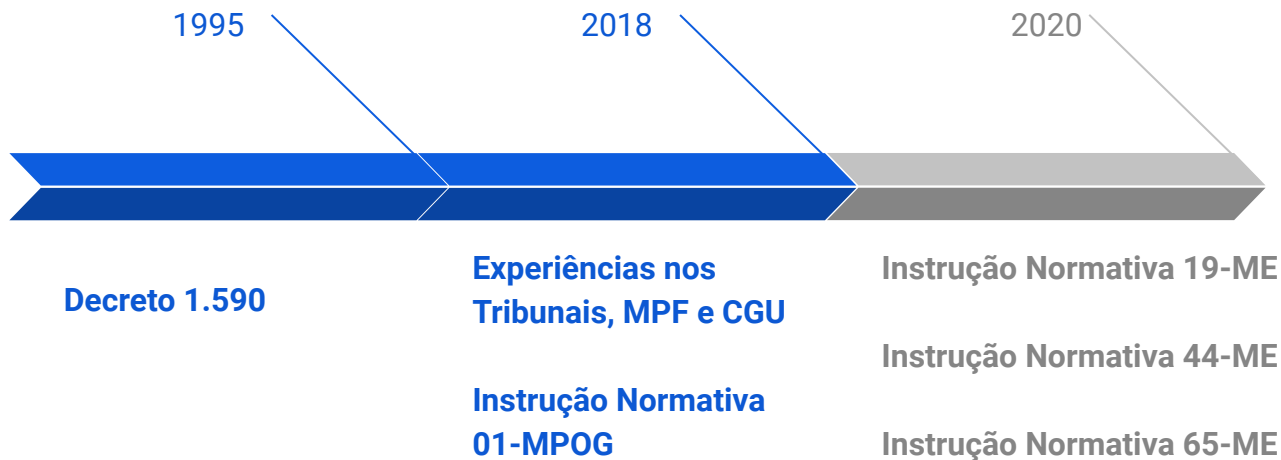 1995
2018
2020
Decreto 1.590
Experiências nos
Tribunais, MPF e CGU
Instrução Normativa
01-MPOG
Instrução Normativa 19-ME
Instrução Normativa 44-ME
Instrução Normativa 65-ME